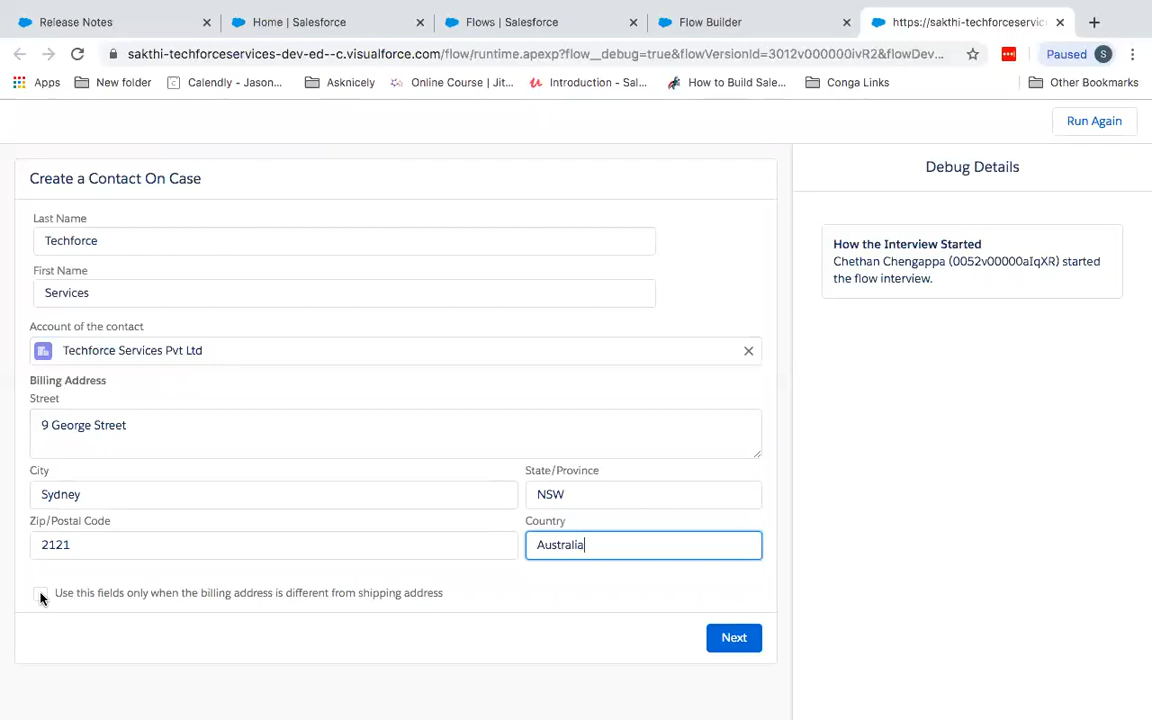 Release Notes
Home | Salesforce
Flows | Salesforce
Flow Builder
https://sakthi-techforceservic
sakthi-techforceservices-dev-ed--c.visualforce.com/flow/runtime.apexp?flow__debug=true&flowVersionId=3012v000000ivR2&flowDev...
Paused
S
Apps
New folder
Calendly - Jason...
Asknicely
Online Course | Jit...
Introduction - Sal...
How to Build Sale...
Conga Links
Other Bookmarks
Run Again
Create a Contact On Case
Debug Details
Last Name
Techforce
First Name
Services
Account of the contact
Techforce Services Pvt Ltd
Billing Address
Street
9 George Street
City
State/Province
Sydney
NSW
Zip/Postal Code
Country
2121
Australia
Use this fields only when the billing address is different from shipping address
Next
How the Interview Started
Chethan Chengappa (0052v00000aIqXR) started
the flow interview.